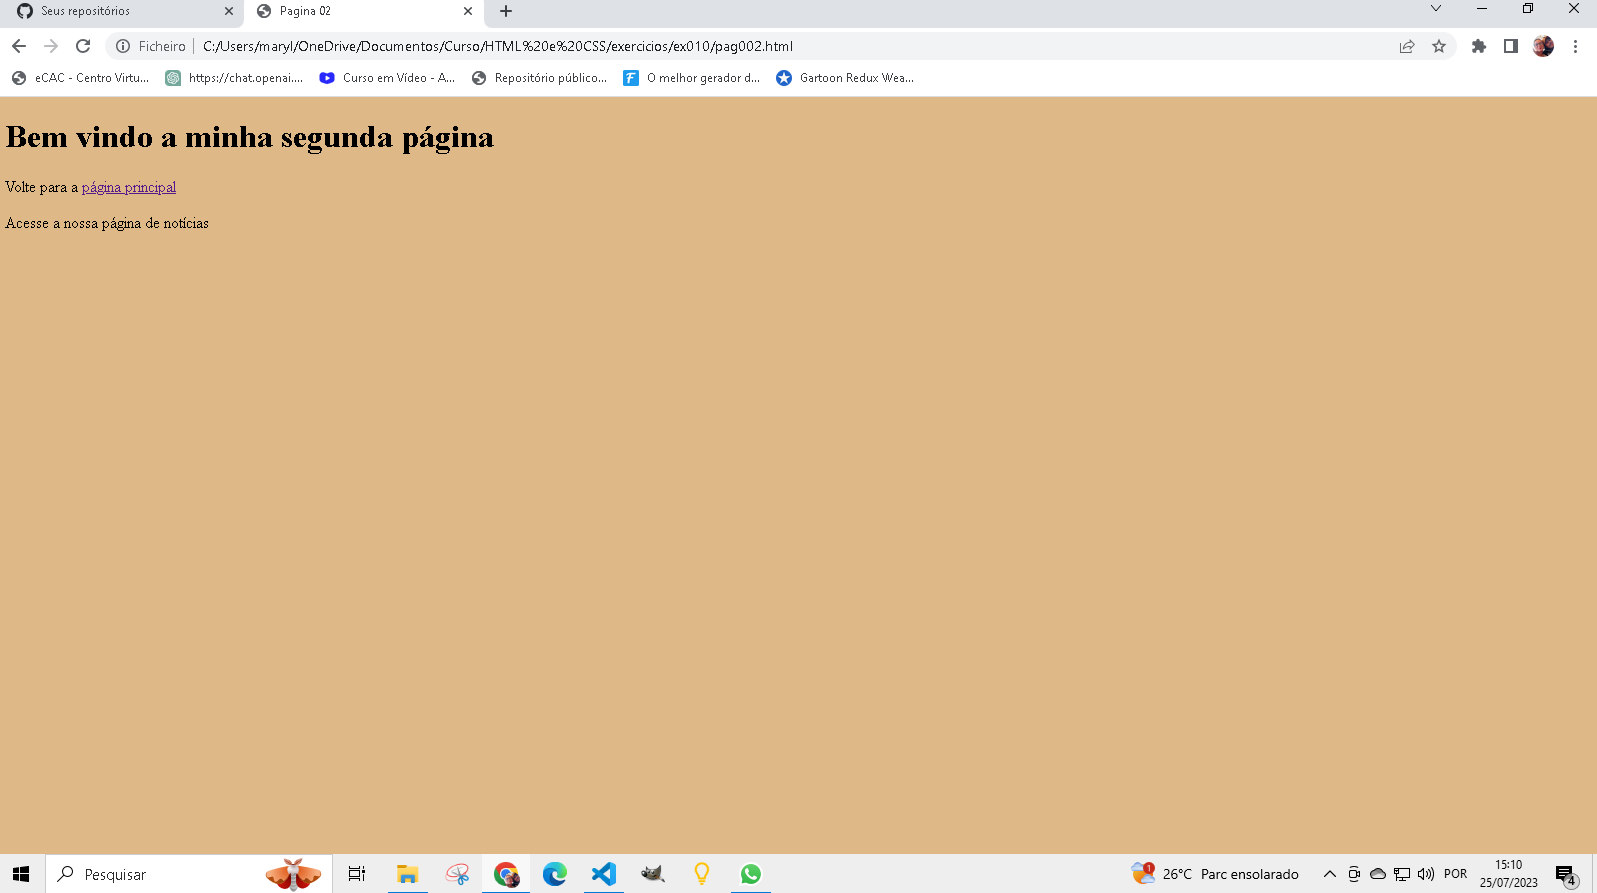 Seus repositórios
Pagina 02
Ficheiro
C:/Users/maryl/OneDrive/Documentos/Curso/HTML%20e%20CSS/exercicios/ex010/pag002.html
eCAC - Centro Virtu...
https://chat.openai....
Curso em Vídeo - A...
Repositório público...
O melhor gerador d...
Gartoon Redux Wea...
Bem vindo a minha segunda página
Volte para a página principal
Acesse a nossa página de notícias
Pesquisar
1
26°C Parc ensolarado
POR
15:10
25/07/2023
4